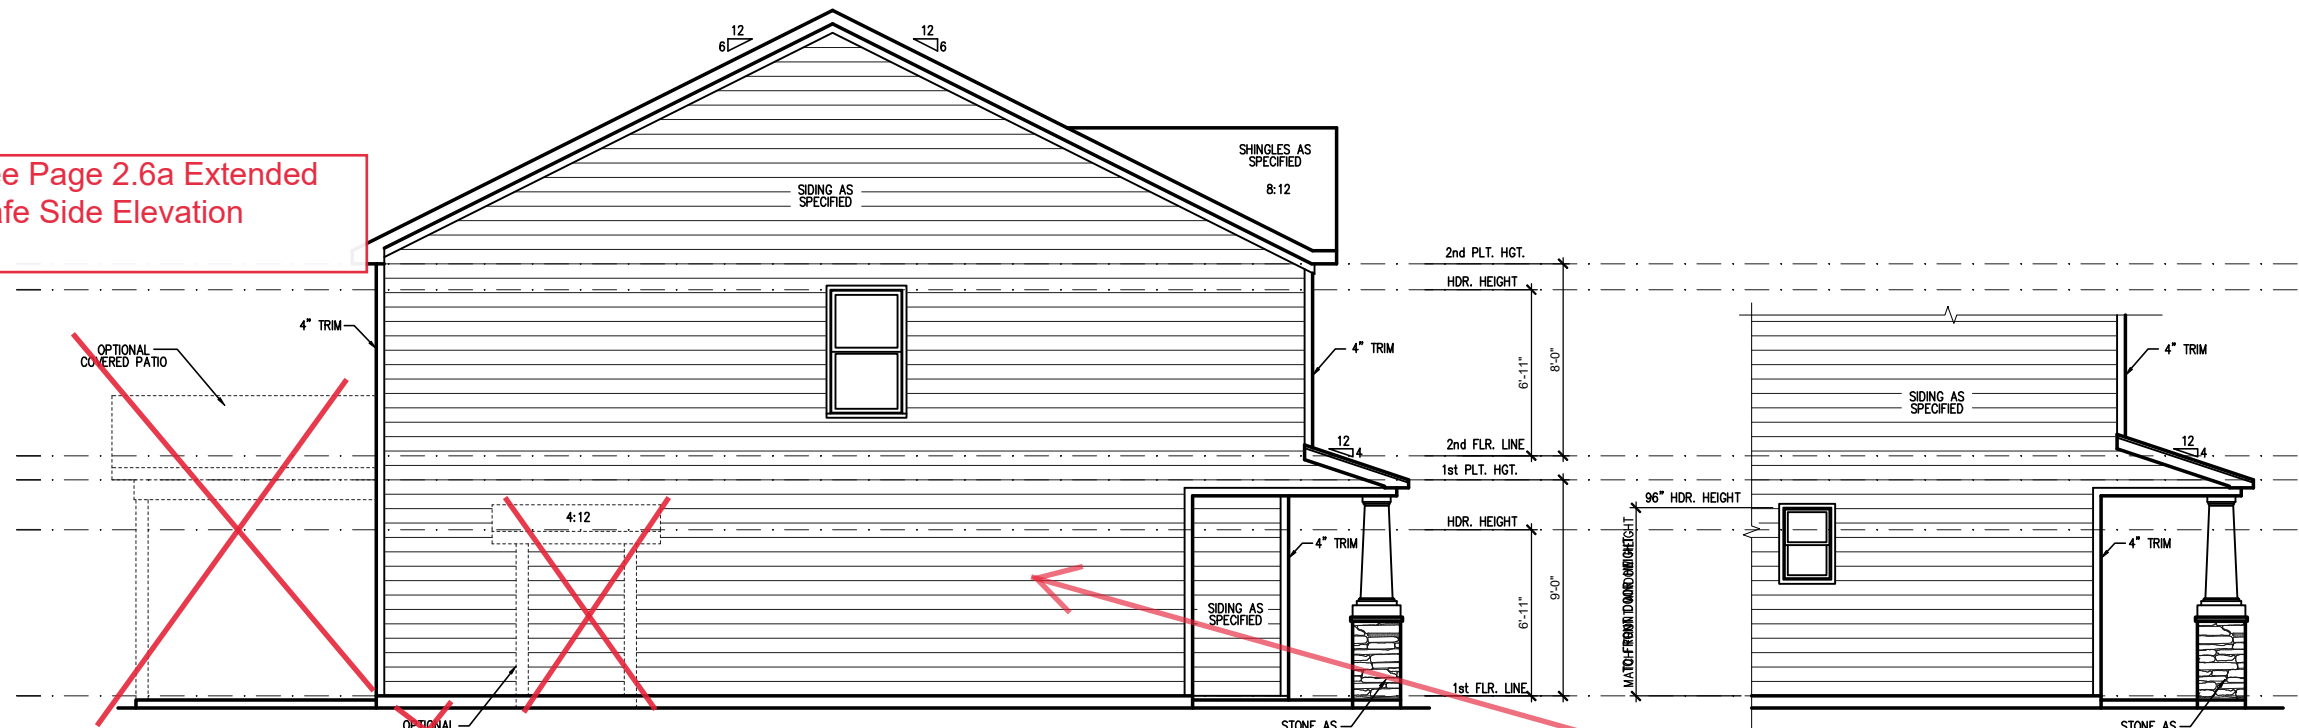 12
6
12
6
SHINGLES AS
SPECIFIED
8:12
Page 2.6a Extended
Side Elevation
SIDING AS
SPECIFIED
2nd PLT. HGT.
HDR. HEIGHT
4" TRIM
OPTIONAL
COVERED PATIO
4" TRIM
6'-11"
8'-0"
4" TRIM
SIDING AS
SPECIFIED
12
4
2nd FLR. LINE
1st PLT. HGT.
12
4
96" HDR. HEIGHT
4:12
HDR. HEIGHT
4" TRIM
4" TRIM
6'-11"
9'-0"
SIDING AS
SPECIFIED
1st FLR. LINE
OPTIONAL
STONE AS
STONE AS